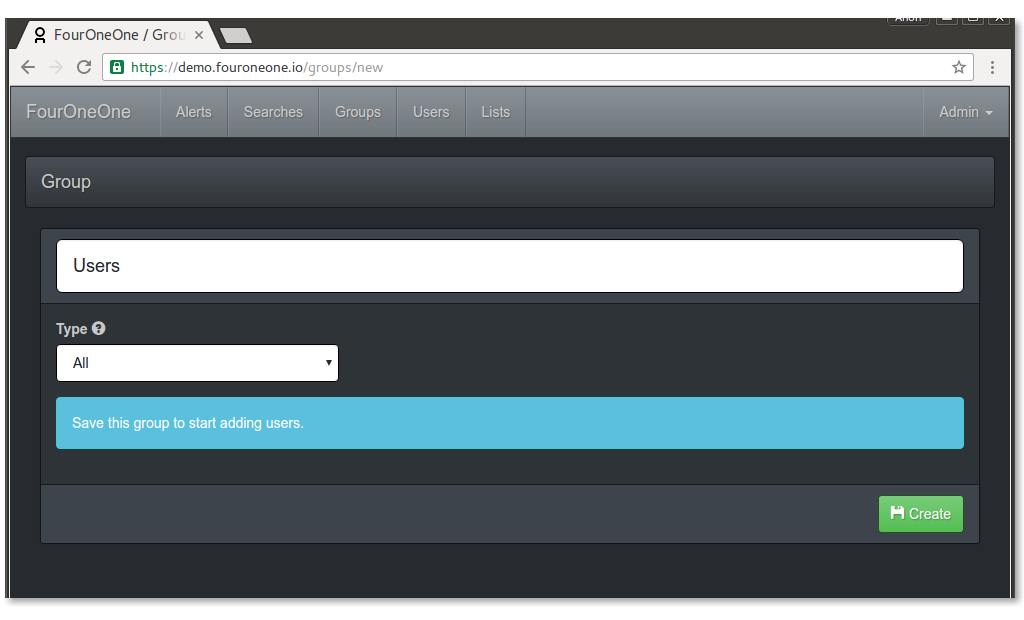 Anon
FourOneOne / Grou
https://demo.fouroneone.io/groups/new
FourOneOne Alerts Searches Groups Users Lists Admin
Group
Users
Type
All
Save this group to start adding users.
Create